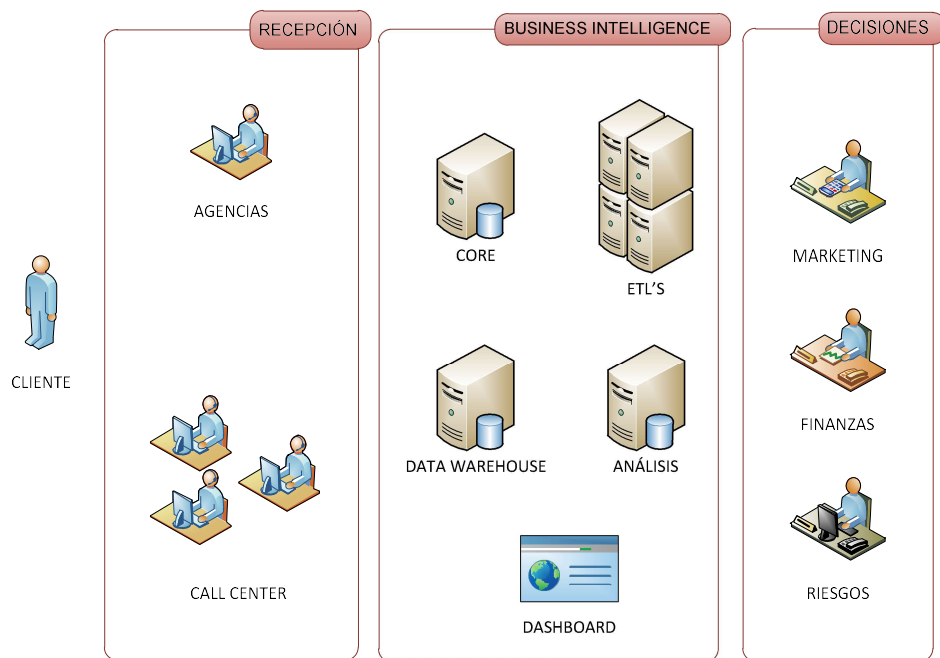 RECEPCIÓN
BUSINESS INTELLIGENCE
DECISIONES
CLIENTE
AGENCIAS
CALL CENTER
CORE
ETL'S
DATA WAREHOUSE
ANÁLISIS
DASHBOARD
MARKETING
FINANZAS
RIESGOS